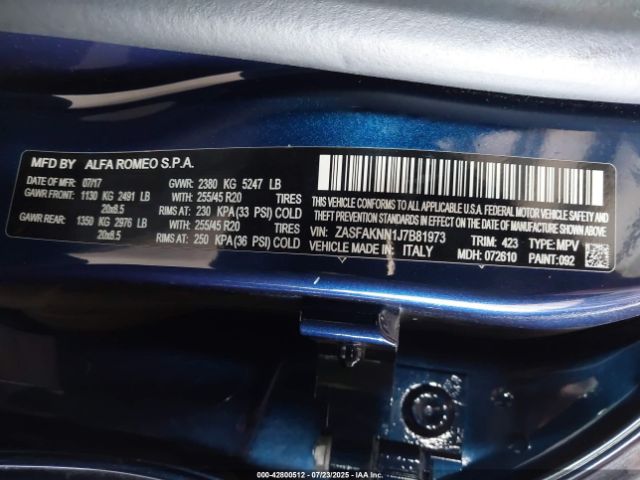 MFD BY ALFA ROMEO S.P.A.
DATE OF MFG: 07/17 GVWR: 2380 KG 5247 LB
GAWR FRONT: 1130 KG 2491 LB WITH: 255/45 R20 TIRES
20x8.5 RIMS AT: 230 KPA(33 PSI) COLD
GAWR REAR: 1350 KG 2976 LB WITH: 255/45 R20 TIRES
20x8.5 RIMS AT: 250 KPA(36 PSI) COLD
THIS VEHICLE CONFORMS TO ALL APPLICABLE U.S.A. FEDERAL MOTOR VEHICLE
SAFETY, BUMPER, AND THEFT PREVENTION STANDARDS IN EFFECT ON THE
DATE OF MANUFACTURE SHOWN ABOVE.
VIN: ZASFAKNN1J7B81973 TRIM: 423 TYPE: MPV
VEHICLE MADE IN: ITALY MDH: 072610 PAINT: 092
000-42800512 | 07/23/2025 | Copyright © IAA, LLC